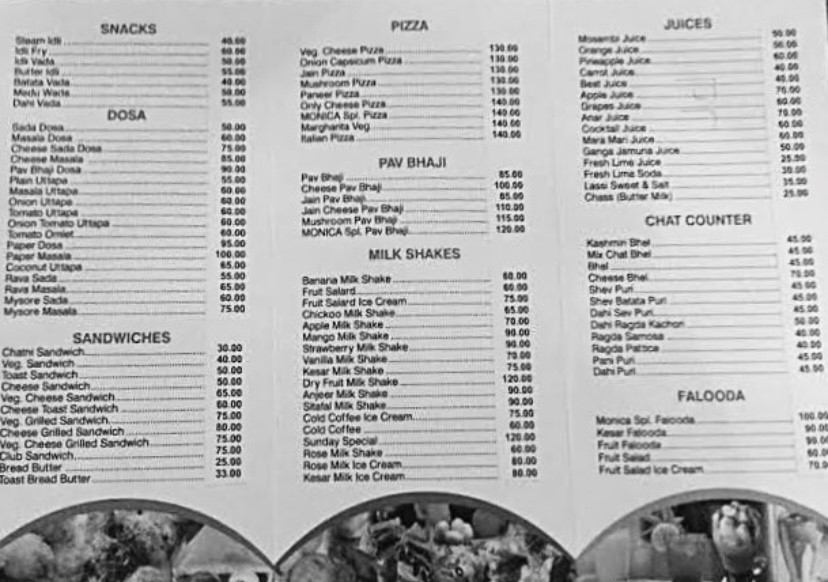 SNACKS
Steam Idli 40.00
Idli Fry 60.00
Idli Vada 50.00
Butter Idli 55.00
Batata Vada 40.00
Medu Wada 50.00
Dahi Vada 55.00
DOSA
Sada Dosa 50.00
Masala Dosa 60.00
Cheese Sada Dosa 75.00
Cheese Masala 85.00
Pav Bhaji Dosa 90.00
Plain Uttapa 55.00
Masala Uttapa 60.00
Onion Uttapa 60.00
Tomato Uttapa 60.00
Onion Tomato Uttapa 60.00
Tomato Omlet 60.00
Paper Dosa 95.00
Paper Masala 100.00
Coconut Uttapa 65.00
Rava Sada 55.00
Rava Masala 65.00
Mysore Sada 60.00
Mysore Masala 75.00
SANDWICHES
Chatni Sandwich 30.00
Veg. Sandwich 40.00
Toast Sandwich 50.00
Cheese Sandwich 50.00
Veg. Cheese Sandwich 65.00
Cheese Toast Sandwich 60.00
Veg. Grilled Sandwich 75.00
Cheese Grilled Sandwich 80.00
Veg. Cheese Grilled Sandwich 75.00
Club Sandwich 75.00
Bread Butter 25.00
Toast Bread Butter 33.00
PIZZA
Veg. Cheese Pizza 130.00
Onion Capsicum Pizza 130.00
Jain Pizza 130.00
Mushroom Pizza 130.00
Paneer Pizza 130.00
Only Cheese Pizza 140.00
MONICA Spl. Pizza 140.00
Margharita Veg 140.00
Italian Pizza 140.00
PAV BHAJI
Pav Bhaji 85.00
Cheese Pav Bhaji 100.00
Jain Pav Bhaji 85.00
Jain Cheese Pav Bhaji 110.00
Mushroom Pav Bhaji 115.00
MONICA Spl. Pav Bhaji 120.00
MILK SHAKES
Banana Milk Shake 60.00
Fruit Salard 60.00
Fruit Salard Ice Cream 75.00
Chickoo Milk Shake 65.00
Apple Milk Shake 70.00
Mango Milk Shake 90.00
Strawberry Milk Shake 90.00
Vanilla Milk Shake 70.00
Kesar Milk Shake 75.00
Dry Fruit Milk Shake 120.00
Anjeer Milk Shake 90.00
Sitafal Milk Shake 90.00
Cold Coffee Ice Cream 75.00
Cold Coffee 60.00
Sunday Special 120.00
Rose Milk Shake 60.00
Rose Milk Ice Cream 80.00
Kesar Milk Ice Cream 80.00
JUICES
Mosambi Juice 50.00
Orange Juice 50.00
Pineapple Juice 60.00
Carrot Juice 40.00
Beet Juice 40.00
Apple Juice 70.00
Grapes Juice 60.00
Anar Juice 70.00
Cocktail Juice 60.00
Mara Mari Juice 60.00
Ganga Jamuna Juice 50.00
Fresh Lime Juice 25.00
Fresh Lime Soda 30.00
Lassi Sweet & Salt 35.00
Chass (Butter Milk) 25.00
CHAT COUNTER
Kashmiri Bhel 45.00
Mix Chat Bhel 45.00
Bhel 45.00
Cheese Bhel 70.00
Shev Puri 45.00
Shev Batata Puri 45.00
Dahi Sev Puri 45.00
Dahi Ragda Kachori 50.00
Ragda Samosa 40.00
Ragda Pattice 40.00
Pani Puri 45.00
Dahi Puri 45.00
FALOODA
Monica Spl. Falooda 100.00
Kesar Falooda 90.00
Fruit Falooda 90.00
Fruit Salad 60.00
Fruit Salad Ice Cream 70.0